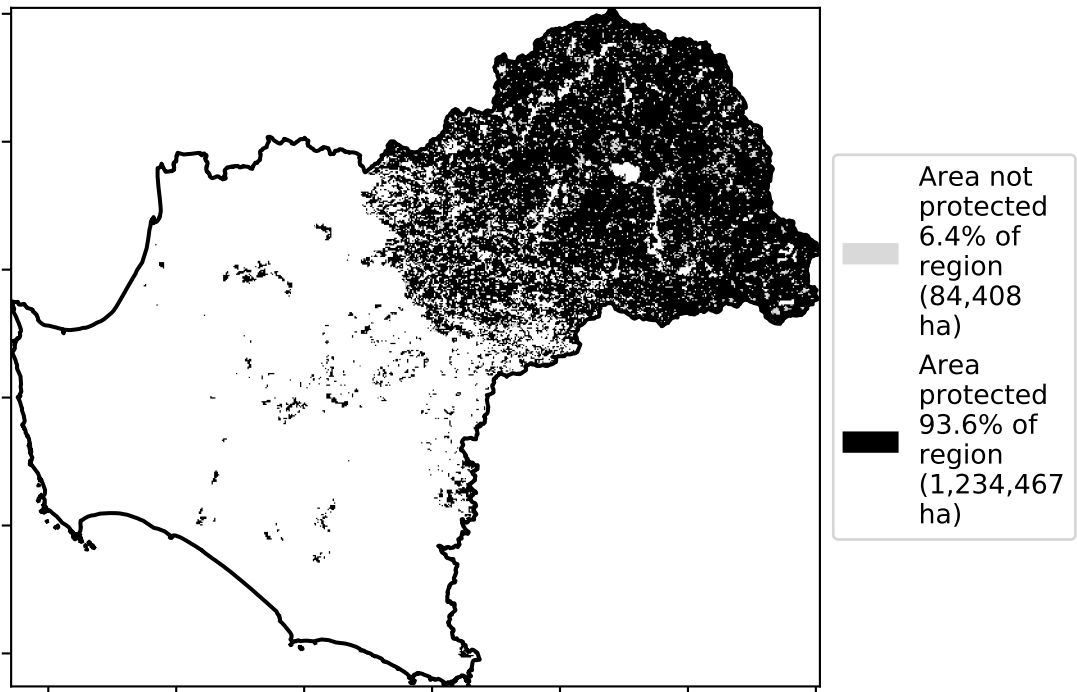 Area not
protected
6.4% of
region
(84,408
ha)
Area
protected
93.6% of
region
(1,234,467
ha)